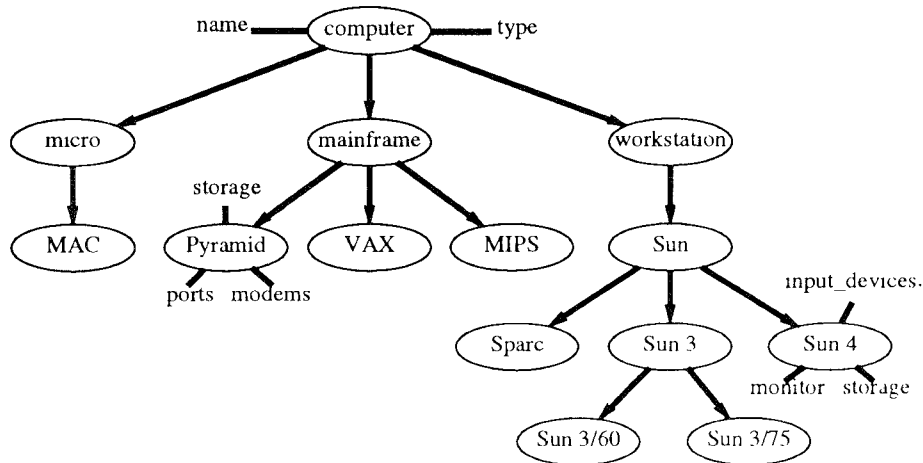 name computer type
micro mainframe workstation
storage
MAC Pyramid VAX MIPS Sun
ports modems
input_devices.
Sparc Sun 3 Sun 4
monitor storage
Sun 3/60 Sun 3/75